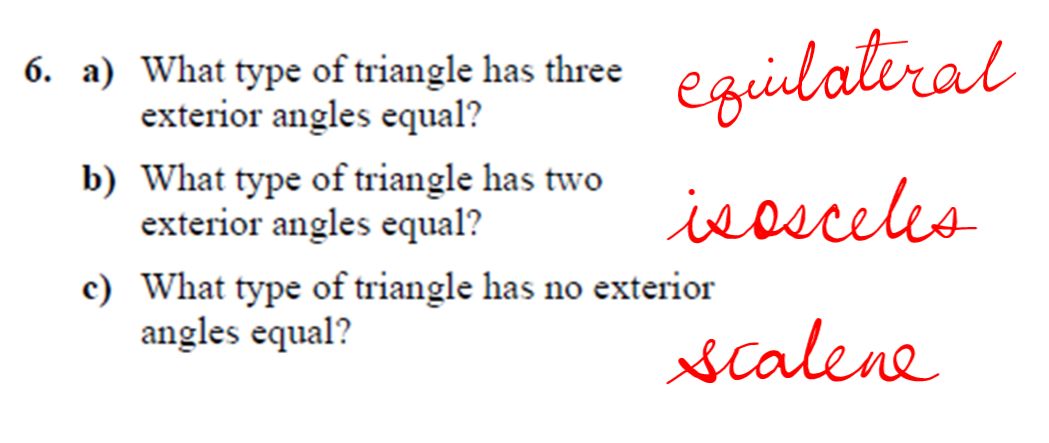 6. a) What type of triangle has three equilateral
exterior angles equal?
b) What type of triangle has two
exterior angles equal? isosceles
c) What type of triangle has no exterior
angles equal?
scalene